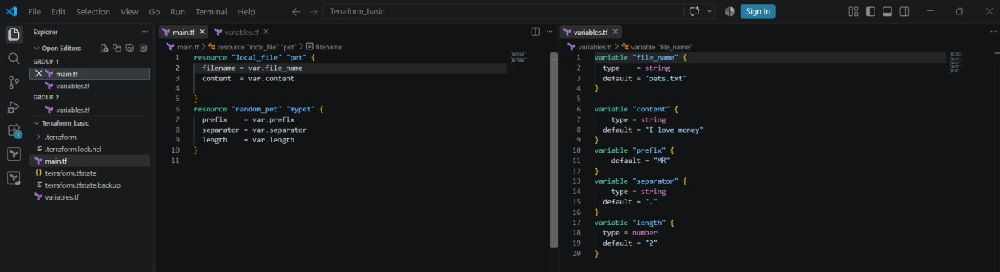 File Edit Selection View Go Run Terminal Help ← → Terraform_basic Sign In
Explorer ...
Open Editors
GROUP 1
main.tf
variables.tf
GROUP 2
variables.tf
Terraform_basic
.terraform
.terraform.lock.hcl
main.tf
{} terraform.tfstate
terraform.tfstate.backup
variables.tf
1
main.tf variables.tf ...
main.tf > resource "local_file" "pet" > filename
1 resource "local_file" "pet" {
2 filename = var.file_name
3 content = var.content
4
5 }
6 resource "random_pet" "mypet" {
7 prefix = var.prefix
8 separator = var.separator
9 length = var.length
10 }
11
variables.tf ...
variables.tf > variable "file_name"
1 variable "file_name" {
2 type = string
3 default = "pets.txt"
4 }
5
6 variable "content" {
7 type = string
8 default = "I love money"
9 }
10 variable "prefix" {
11 default = "MR"
12 }
13 variable "separator" {
14 type = string
15 default = "."
16 }
17 variable "length" {
18 type = number
19 default = "2"
20 }